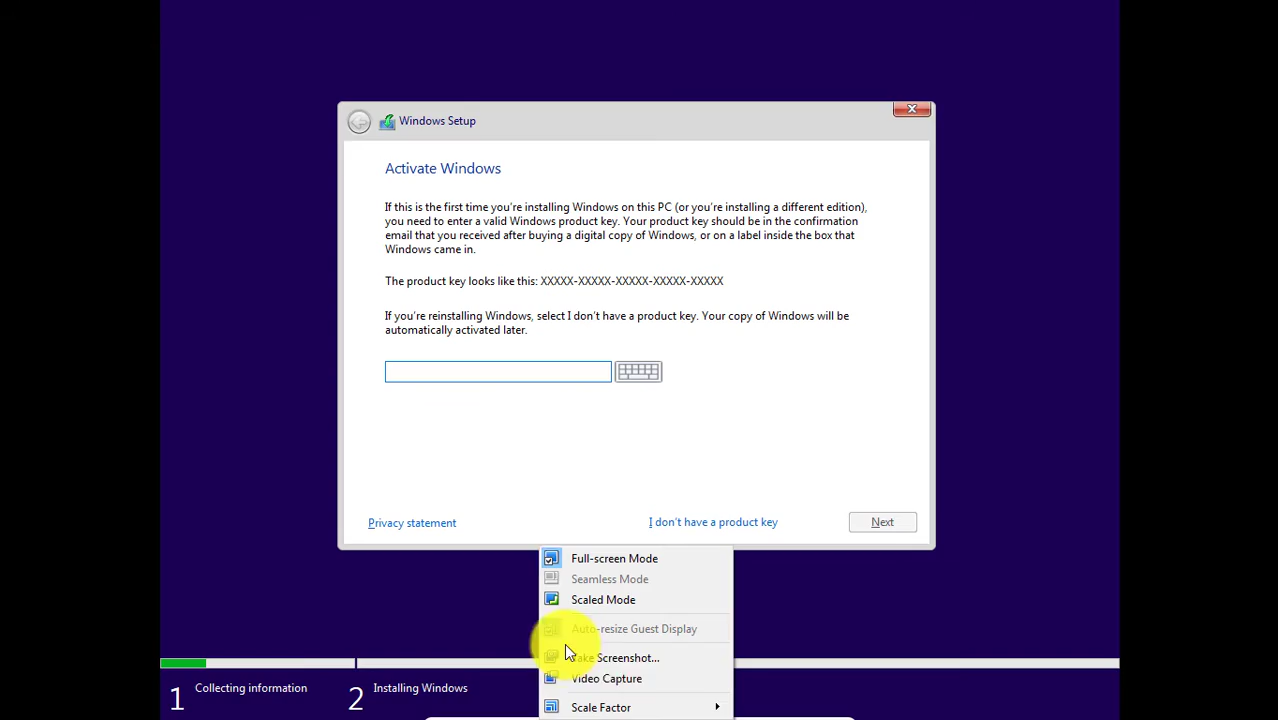 Windows Setup
Activate Windows
If this is the first time you're installing Windows on this PC (or you're installing a different edition),
you need to enter a valid Windows product key. Your product key should be in the confirmation
email that you received after buying a digital copy of Windows, or on a label inside the box that
Windows came in.
The product key looks like this: XXXXX-XXXXX-XXXXX-XXXXX-XXXXX
If you're reinstalling Windows, select I don't have a product key. Your copy of Windows will be
automatically activated later.
Privacy statement
I don't have a product key
Next
Full-screen Mode
Seamless Mode
Scaled Mode
Auto-resize Guest Display
Take Screenshot...
Video Capture
Scale Factor
1 Collecting information
2 Installing Windows